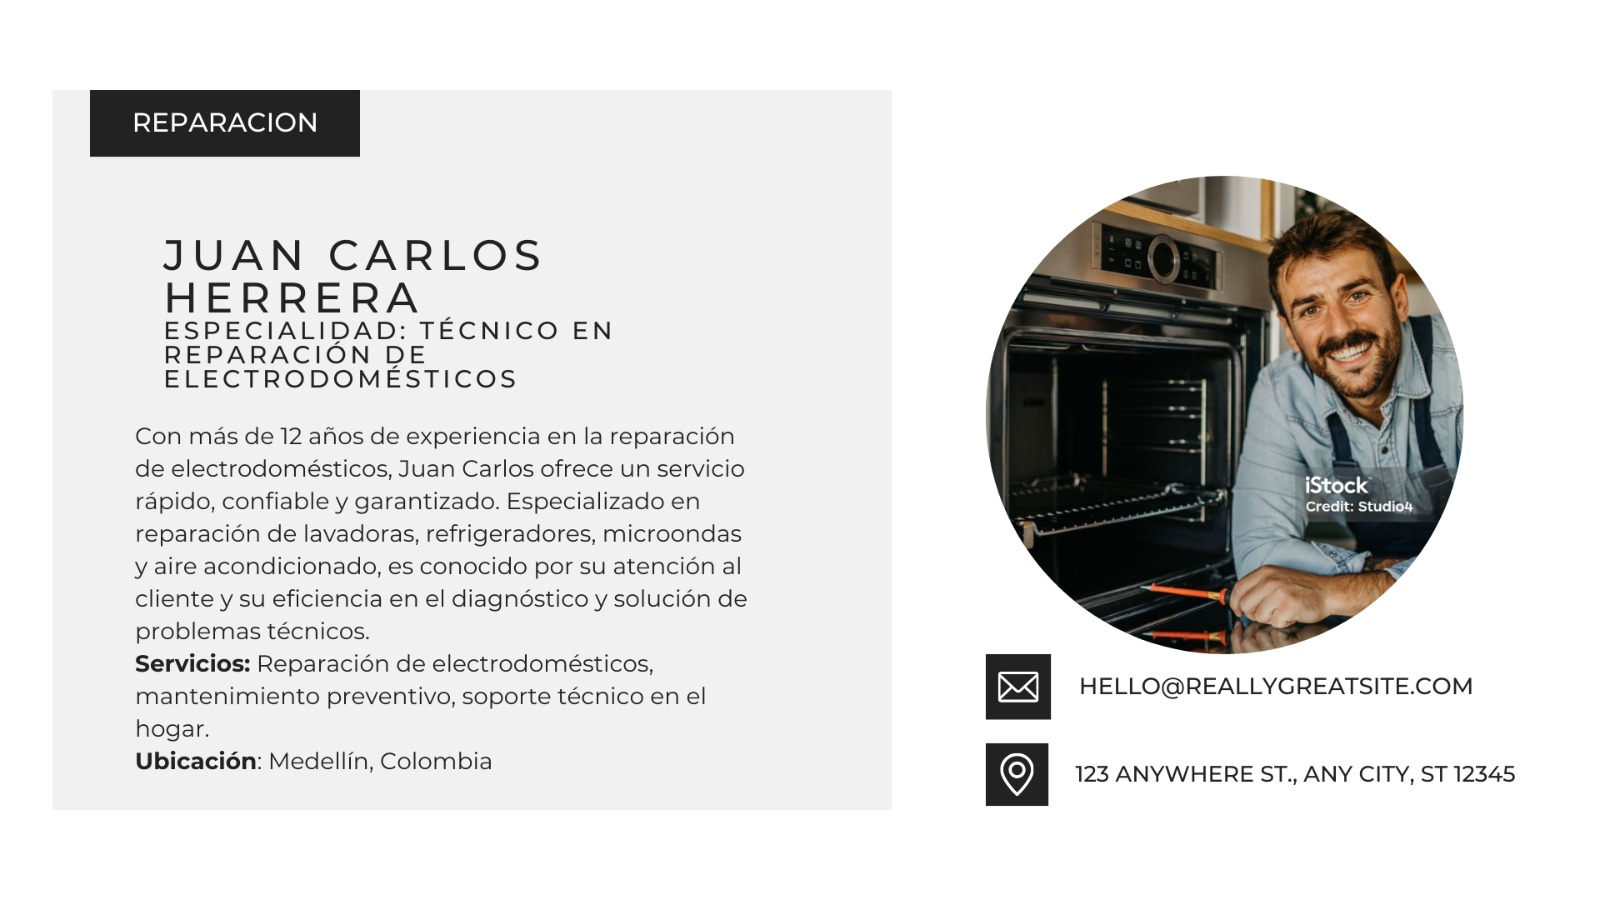 REPARACION
JUAN CARLOS
HERRERA
ESPECIALIDAD: TÉCNICO EN
REPARACIÓN DE
ELECTRODOMÉSTICOS
Con más de 12 años de experiencia en la reparación
de electrodomésticos, Juan Carlos ofrece un servicio
rápido, confiable y garantizado. Especializado en
reparación de lavadoras, refrigeradores, microondas
y aire acondicionado, es conocido por su atención al
cliente y su eficiencia en el diagnóstico y solución de
problemas técnicos.
Servicios: Reparación de electrodomésticos,
mantenimiento preventivo, soporte técnico en el
hogar.
Ubicación: Medellín, Colombia
iStock
Credit: Studio4
HELLO@REALLYGREATSITE.COM
123 ANYWHERE ST., ANY CITY, ST 12345